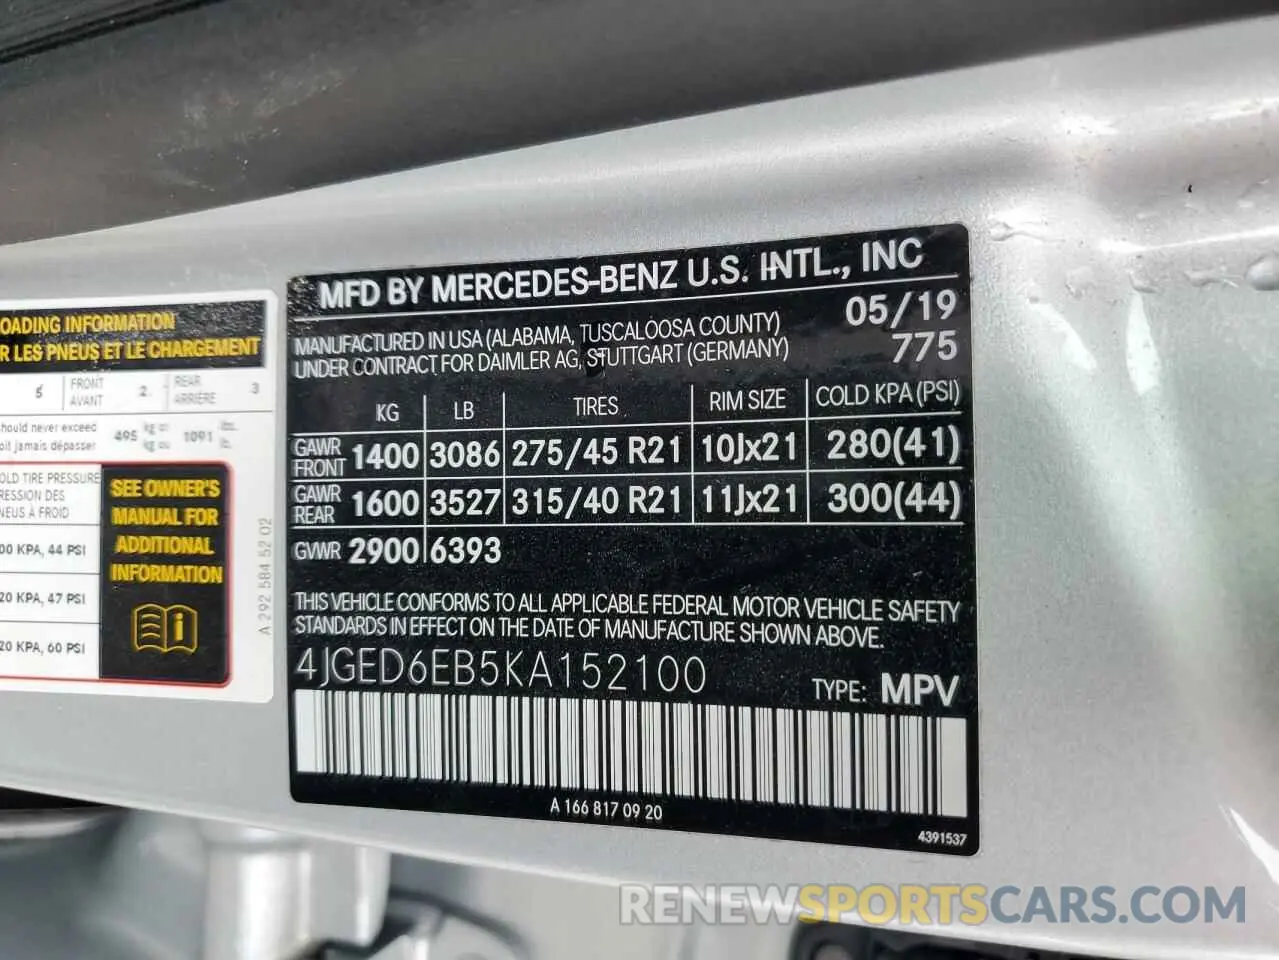 OADING INFORMATION
R LES PNEUS ET LE CHARGEMENT
5 FRONT AVANT 2 REAR ARRIÈRE 3
hould never exceed
oit jamais dépasser
495 kg or kg ou 1091 lbs. lb.
OLD TIRE PRESSURE
RESSION DES
NEUS À FROID
00 KPA, 44 PSI
20 KPA, 47 PSI
20 KPA, 60 PSI
SEE OWNER'S
MANUAL FOR
ADDITIONAL
INFORMATION
A 292 584 52 02
MFD BY MERCEDES-BENZ U.S. INTL., INC
MANUFACTURED IN USA (ALABAMA, TUSCALOOSA COUNTY) 05/19
UNDER CONTRACT FOR DAIMLER AG, STUTTGART (GERMANY) 775
KG LB TIRES RIM SIZE COLD KPA (PSI)
GAWR FRONT 1400 3086 275/45 R21 10Jx21 280(41)
GAWR REAR 1600 3527 315/40 R21 11Jx21 300(44)
GVWR 2900 6393
THIS VEHICLE CONFORMS TO ALL APPLICABLE FEDERAL MOTOR VEHICLE SAFETY
STANDARDS IN EFFECT ON THE DATE OF MANUFACTURE SHOWN ABOVE.
4JGED6EB5KA152100 TYPE: MPV
A 166 817 09 20
4391537
RENEWSPORTSCARS.COM